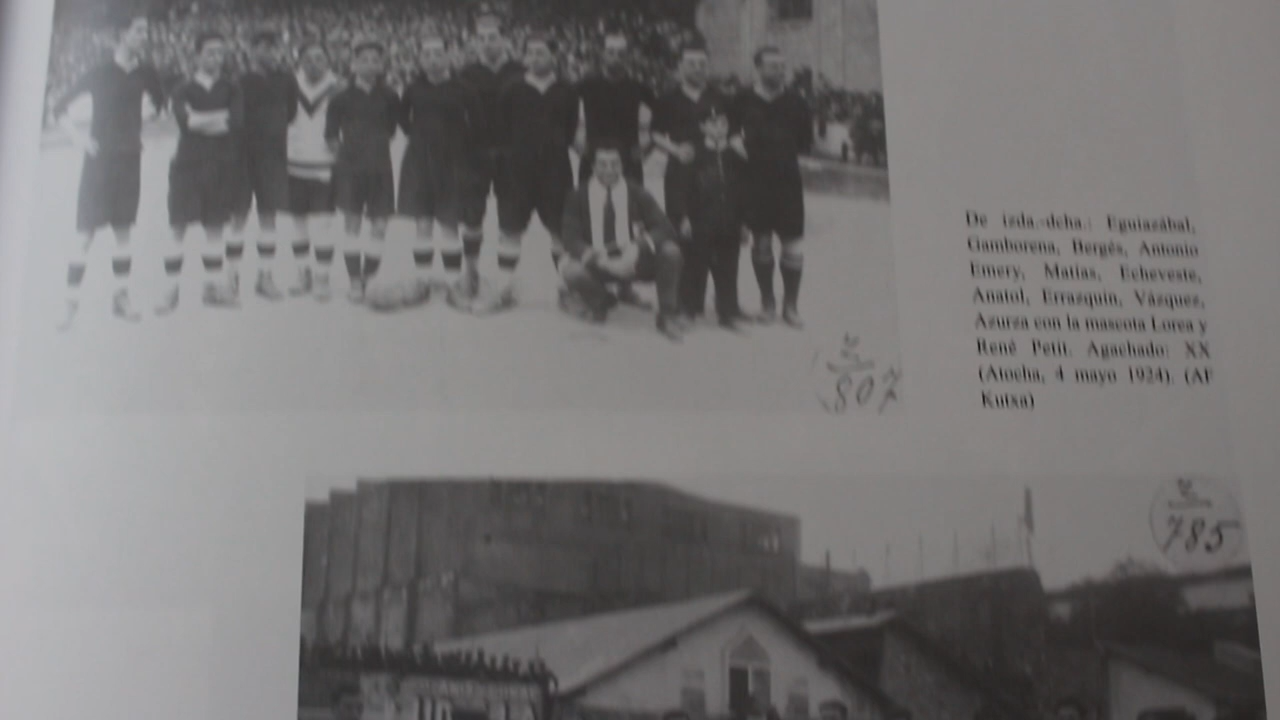 De izda.-dcha.: Eguiazábal,
Gamborena, Bergés, Antonio
Emery, Matías, Echeveste,
Anatol, Errazquin, Vázquez,
Azurza con la mascota Lorea y
René Petit. Agachado: XX
(Atocha, 4 mayo 1924). (AF
Kutxa)
807
785